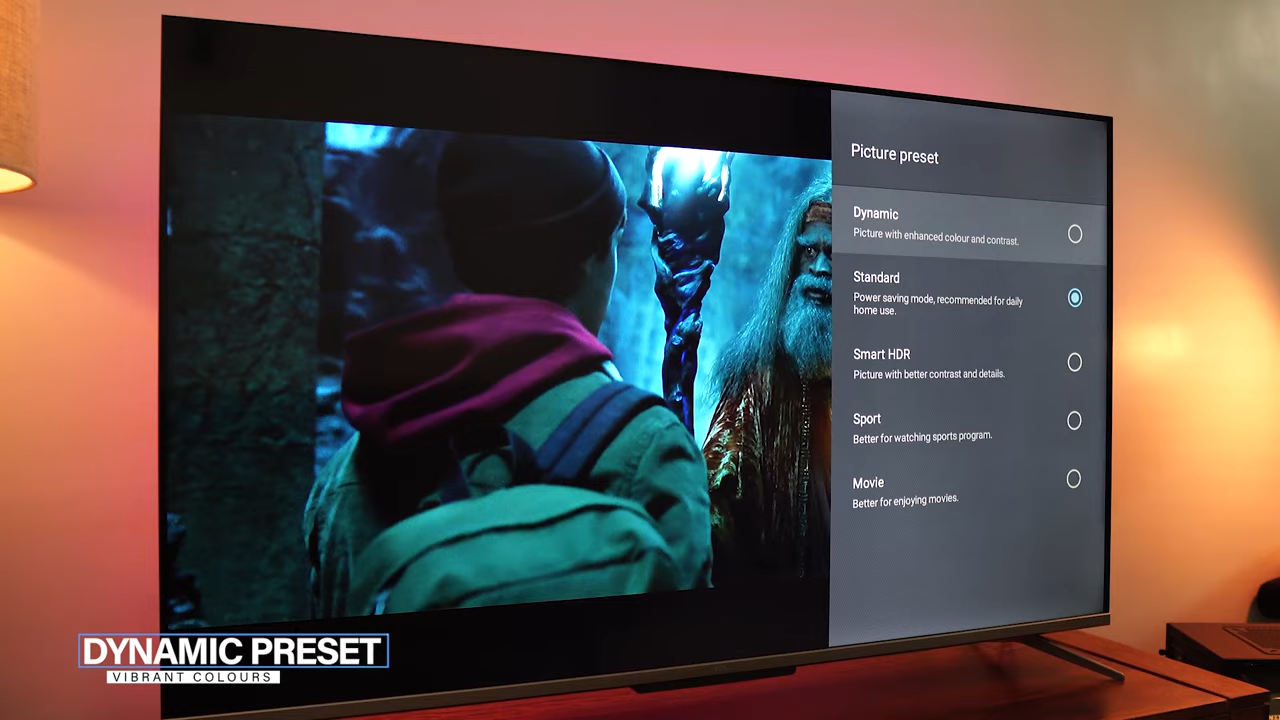 Picture preset
Dynamic
Picture with enhanced colour and contrast.
Standard
Power saving mode, recommended for daily
home use.
Smart HDR
Picture with better contrast and details.
Sport
Better for watching sports program.
Movie
Better for enjoying movies.
DYNAMIC PRESET
VIBRANT COLOURS